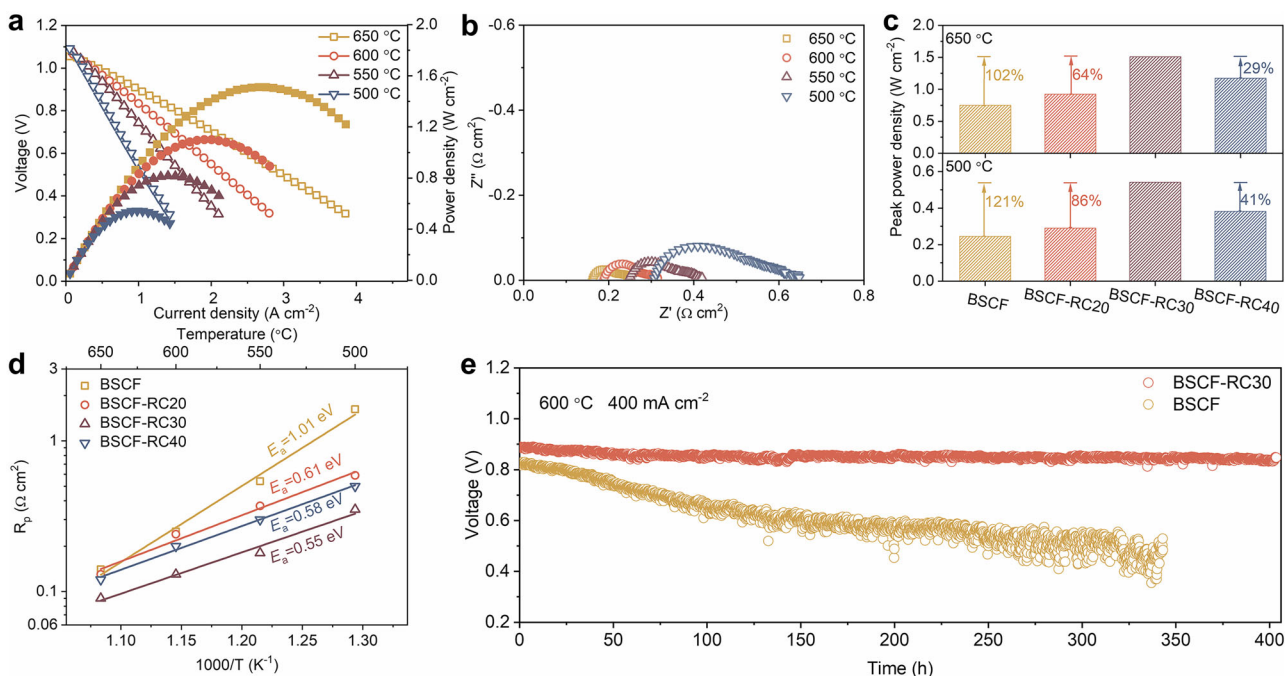 a
1.2
1.0
0.8
0.6
0.4
0.2
0.0
Voltage (V)
2.0
1.6
1.2
0.8
0.4
0.0
Power density (W cm⁻²)
650 °C
600 °C
550 °C
500 °C
0
1
2
3
4
Current density (A cm⁻²)
b
-0.6
-0.4
-0.2
0.0
Z'' (Ω cm²)
650 °C
600 °C
550 °C
500 °C
0.0
0.2
0.4
0.6
0.8
Z' (Ω cm²)
c
Peak power density (W cm⁻²)
650 °C
2.0
1.5
1.0
0.5
0.0
102%
64%
29%
500 °C
0.6
0.4
0.2
0.0
121%
86%
41%
BSCF
BSCF-RC20
BSCF-RC30
BSCF-RC40
d
Temperature (°C)
650
600
550
500
3
1
0.1
0.06
Rₚ (Ω cm²)
BSCF
BSCF-RC20
BSCF-RC30
BSCF-RC40
Eₐ=1.01 eV
Eₐ=0.61 eV
Eₐ=0.58 eV
Eₐ=0.55 eV
1.10
1.15
1.20
1.25
1.30
1000/T (K⁻¹)
e
1.2
1.0
0.8
0.6
0.4
0.2
Voltage (V)
600 °C 400 mA cm⁻²
BSCF-RC30
BSCF
0
50
100
150
200
250
300
350
400
Time (h)